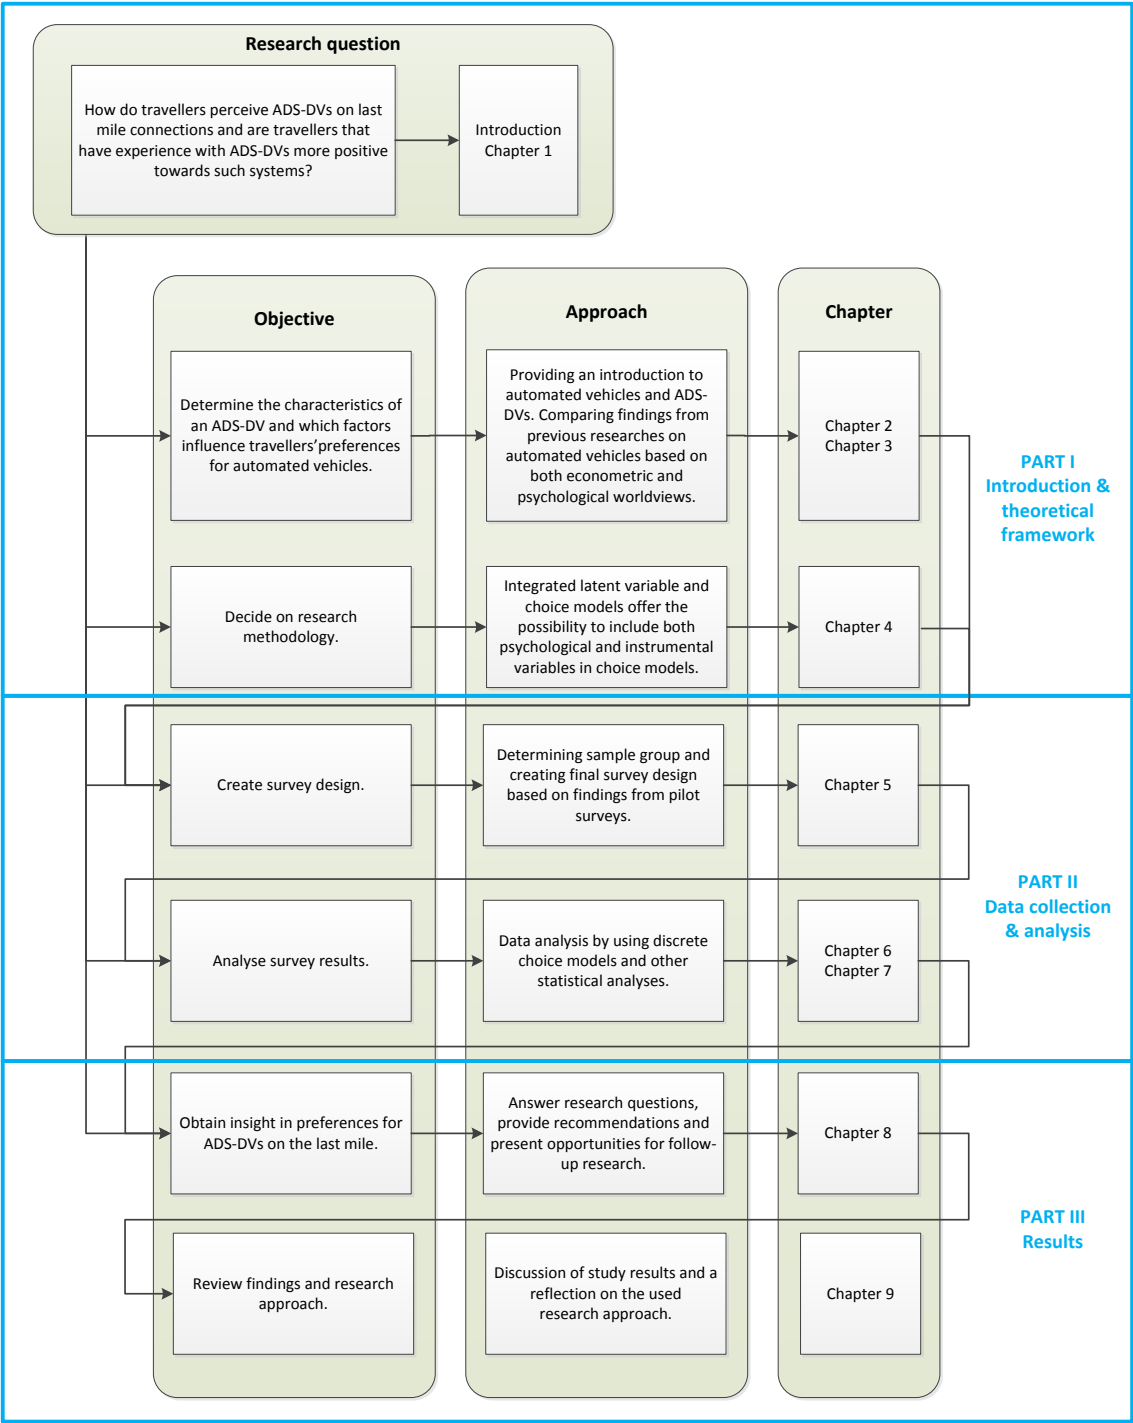 Research question
How do travellers perceive ADS-DVs on last
mile connections and are travellers that
have experience with ADS-DVs more positive
towards such systems?
Introduction
Chapter 1
Objective
Approach
Chapter
Determine the characteristics of
an ADS-DV and which factors
influence travellers’preferences
for automated vehicles.
Providing an introduction to
automated vehicles and ADS-
DVs. Comparing findings from
previous researches on
automated vehicles based on
both econometric and
psychological worldviews.
Chapter 2
Chapter 3
PART I
Introduction &
theoretical
framework
Decide on research
methodology.
Integrated latent variable and
choice models offer the
possibility to include both
psychological and instrumental
variables in choice models.
Chapter 4
Create survey design.
Determining sample group and
creating final survey design
based on findings from pilot
surveys.
Chapter 5
PART II
Data collection
& analysis
Analyse survey results.
Data analysis by using discrete
choice models and other
statistical analyses.
Chapter 6
Chapter 7
Obtain insight in preferences for
ADS-DVs on the last mile.
Answer research questions,
provide recommendations and
present opportunities for follow-
up research.
Chapter 8
PART III
Results
Review findings and research
approach.
Discussion of study results and a
reflection on the used
research approach.
Chapter 9